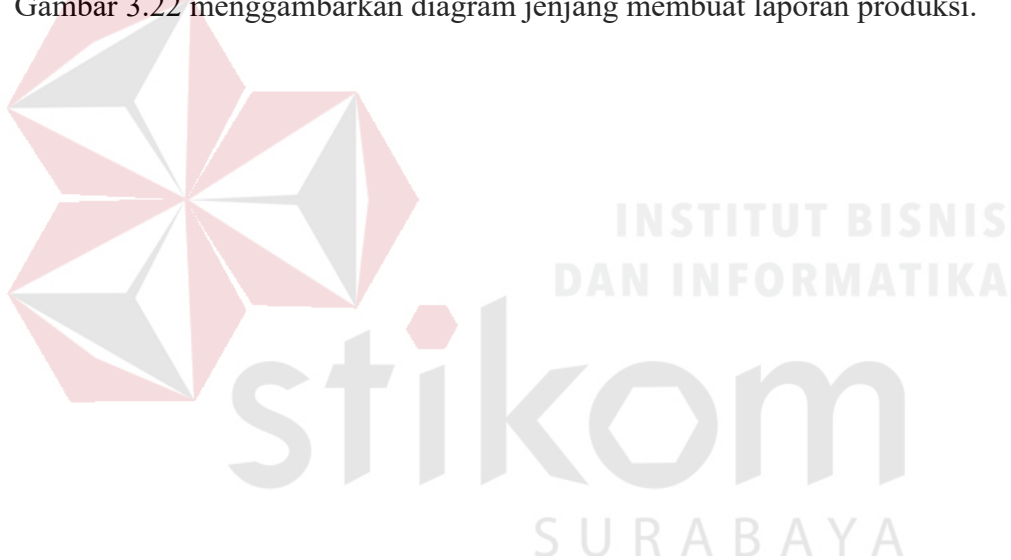 Gambar 3.22 menggambarkan diagram jenjang membuat laporan produksi.
INSTITUT BISNIS
DAN INFORMATIKA
stikom
SURABAYA